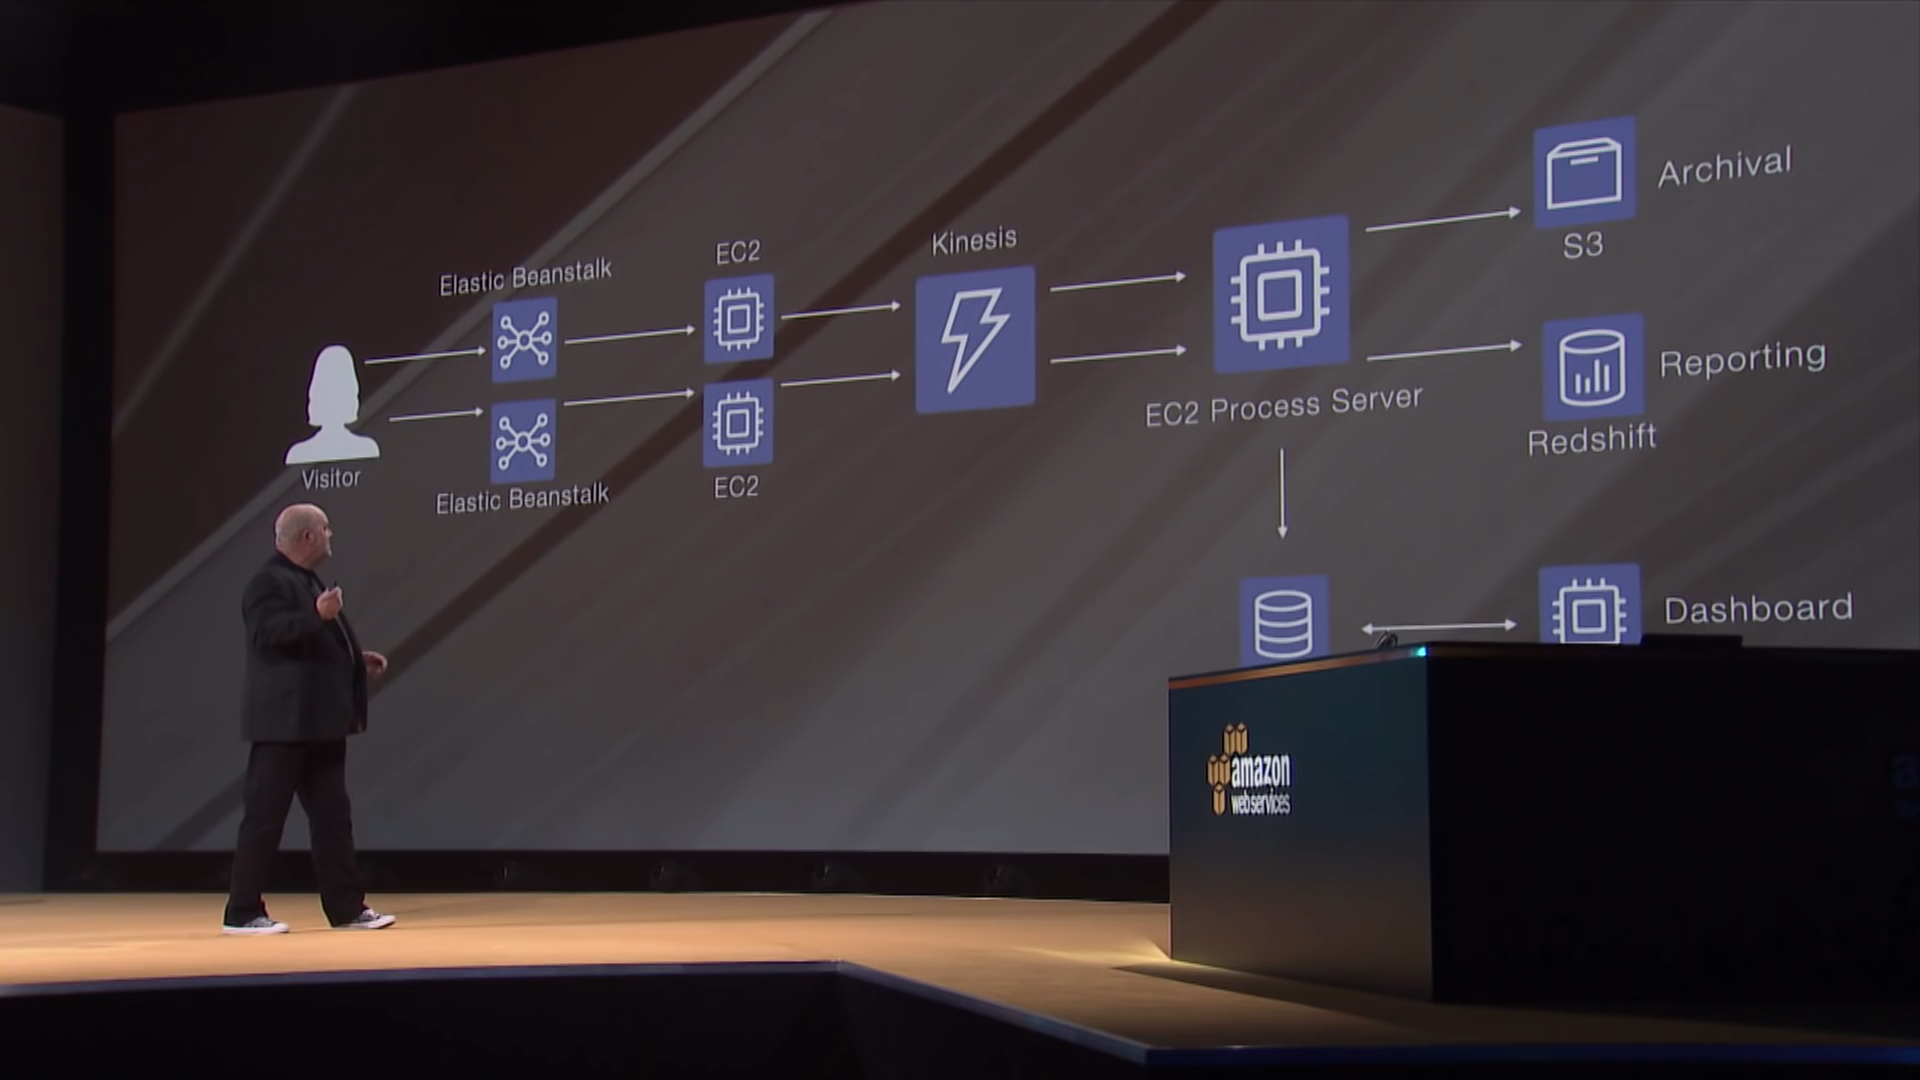 Elastic Beanstalk
EC2
Kinesis
Archival
S3
Visitor
Elastic Beanstalk
EC2
EC2 Process Server
Reporting
Redshift
Dashboard
amazon
webservices